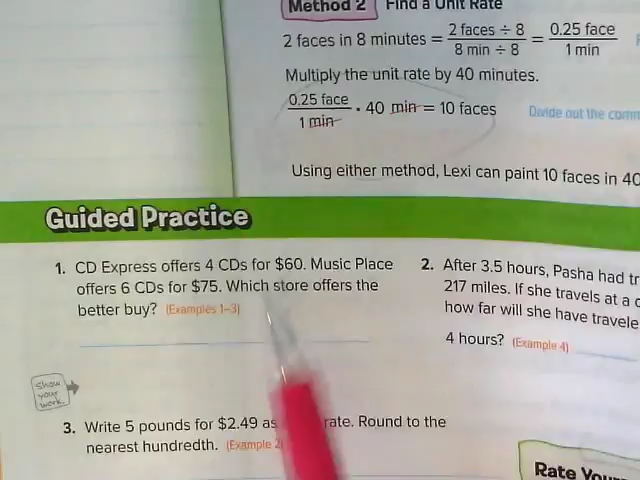 Method 2 Find a Unit Rate
2 faces in 8 minutes = 2 faces ÷ 8 / 8 min ÷ 8 = 0.25 face / 1 min
Multiply the unit rate by 40 minutes.
0.25 face / 1 min · 40 min = 10 faces Divide out the
Using either method, Lexi can paint 10 faces in 40
Guided Practice
1. CD Express offers 4 CDs for $60. Music Place
offers 6 CDs for $75. Which store offers the
better buy? (Examples 1–3)
2. After 3.5 hours, Pasha had
217 miles. If she travels at a
how far will she have
4 hours? (Example 4)
Show
your
work.
3. Write 5 pounds for $2.49 as rate. Round to the
nearest hundredth. (Example 2)
Rate